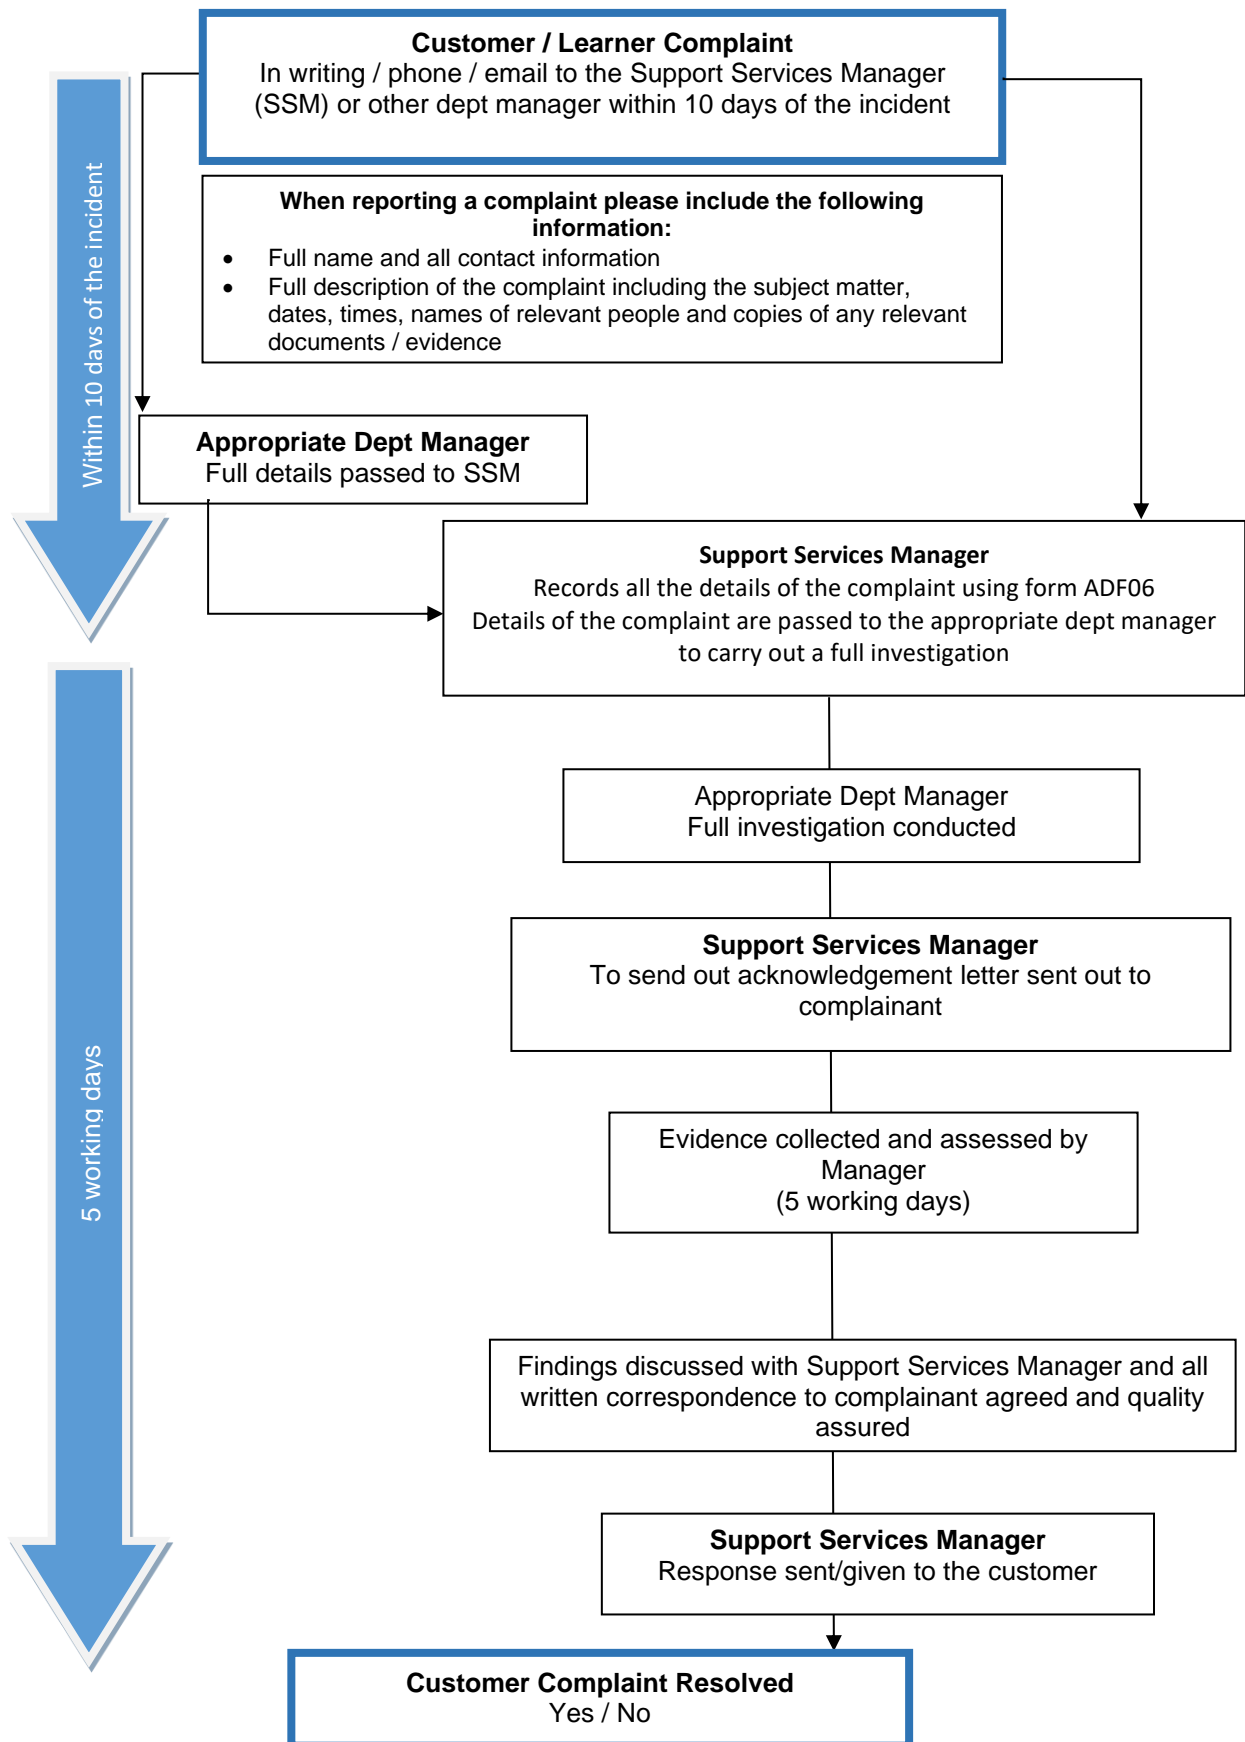 Customer / Learner Complaint
In writing / phone / email to the Support Services Manager
(SSM) or other dept manager within 10 days of the incident
Within 10 days of the incident
When reporting a complaint please include the following
information:
• Full name and all contact information
• Full description of the complaint including the subject matter,
dates, times, names of relevant people and copies of any relevant
documents / evidence
Appropriate Dept Manager
Full details passed to SSM
Support Services Manager
Records all the details of the complaint using form ADF06
Details of the complaint are passed to the appropriate dept manager
to carry out a full investigation
5 working days
Appropriate Dept Manager
Full investigation conducted
Support Services Manager
To send out acknowledgement letter sent out to
complainant
Evidence collected and assessed by
Manager
(5 working days)
Findings discussed with Support Services Manager and all
written correspondence to complainant agreed and quality
assured
Support Services Manager
Response sent/given to the customer
Customer Complaint Resolved
Yes / No